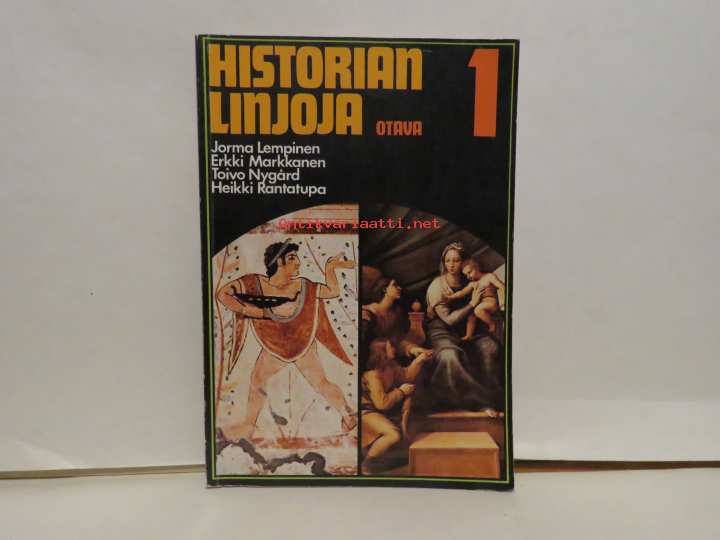 HISTORIAN 1
LINJOJA OTAVA
Jorma Lempinen
Erkki Markkanen
Toivo Nygård
Heikki Rantatupa
Antikvariaatti.net